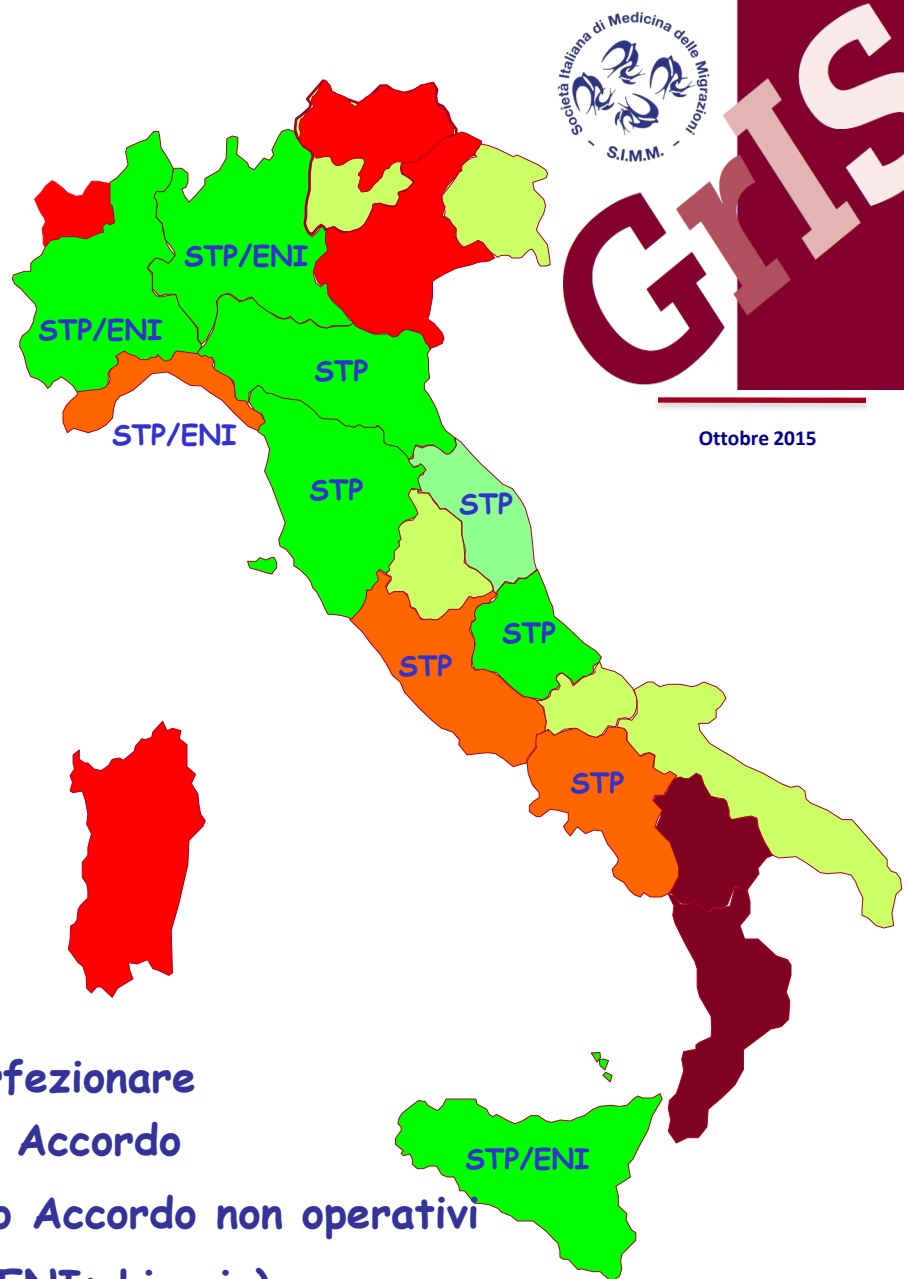 Società Italiana di Medicina delle Migrazioni
- S.I.M.M. -
GrIS
Ottobre 2015
STP/ENI
STP/ENI
STP
STP/ENI
STP
STP
STP
STP
STP
STP/ENI
rfezionare
Accordo
o Accordo non operativi